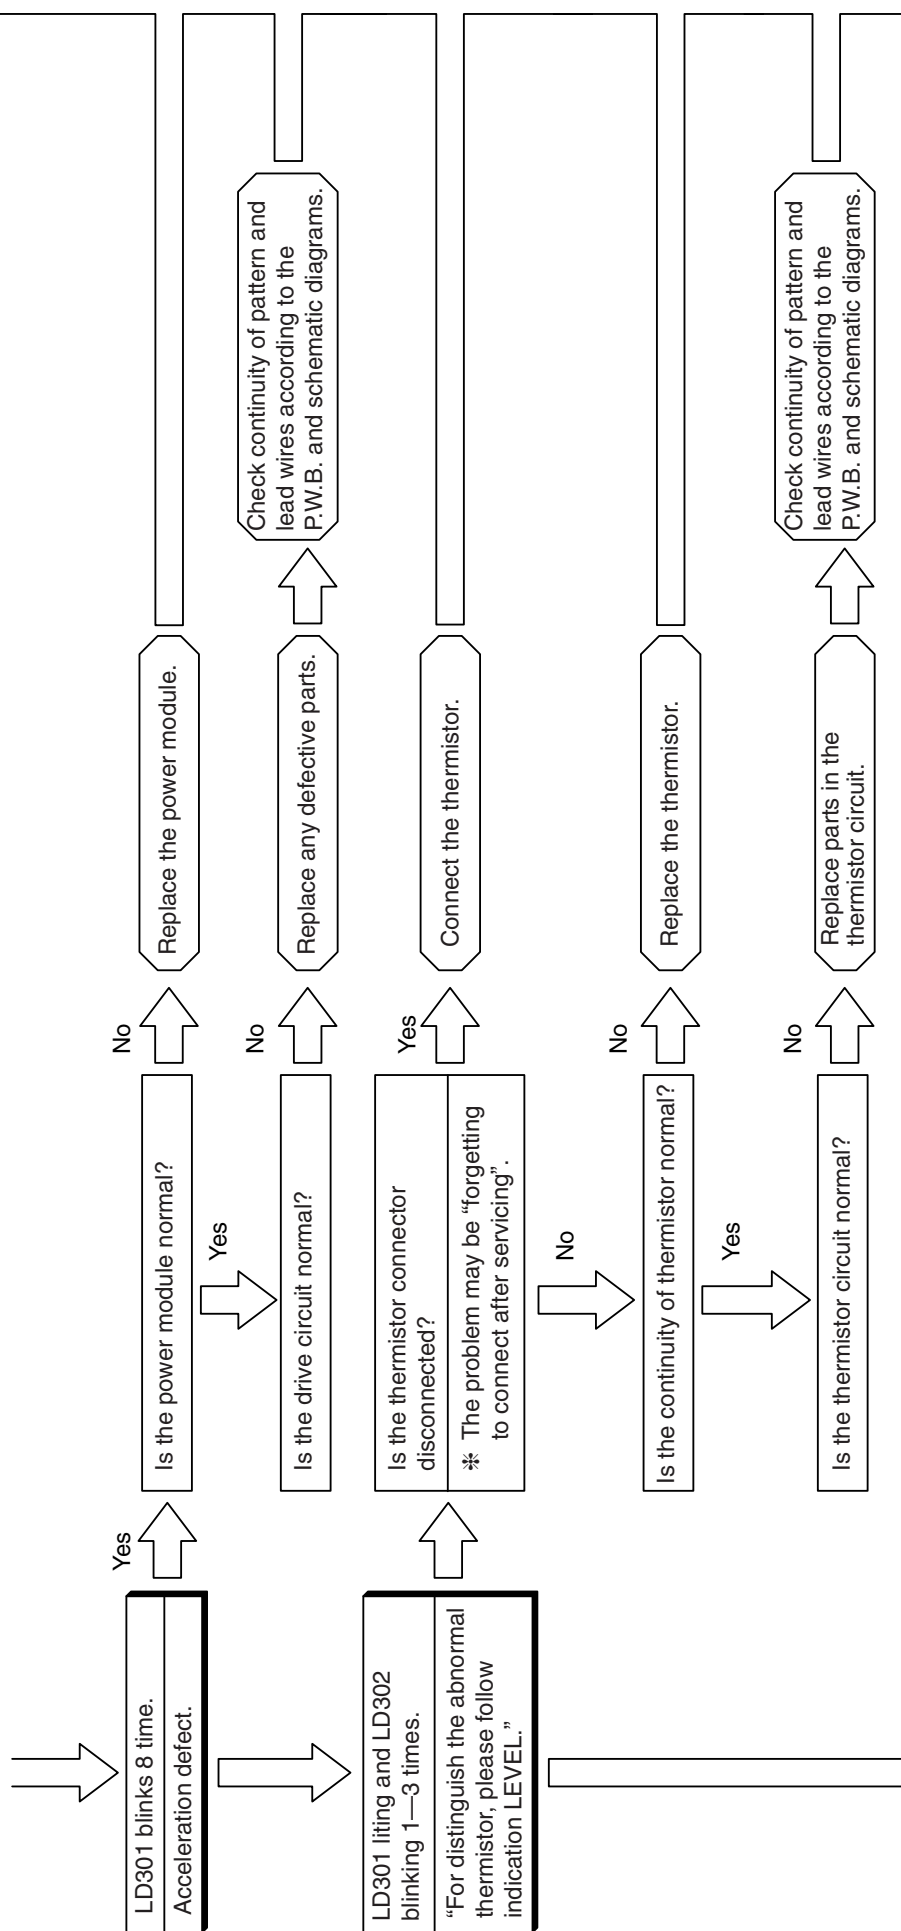 LD301 blinks 8 time.
Acceleration defect.
Yes
Is the power module normal?
No
Replace the power module.
Yes
Is the drive circuit normal?
No
Replace any defective parts.
Check continuity of pattern and
lead wires according to the
P.W.B. and schematic diagrams.
LD301 liting and LD302
blinking 1—3 times.
“For distinguish the abnormal
thermistor, please follow
indication LEVEL.”
Is the thermistor connector
disconnected?
❇ The problem may be “forgetting
to connect after servicing”.
Yes
Connect the thermistor.
No
Is the continuity of thermistor normal?
No
Replace the thermistor.
Yes
Is the thermistor circuit normal?
No
Replace parts in the
thermistor circuit.
Check continuity of pattern and
lead wires according to the
P.W.B. and schematic diagrams.